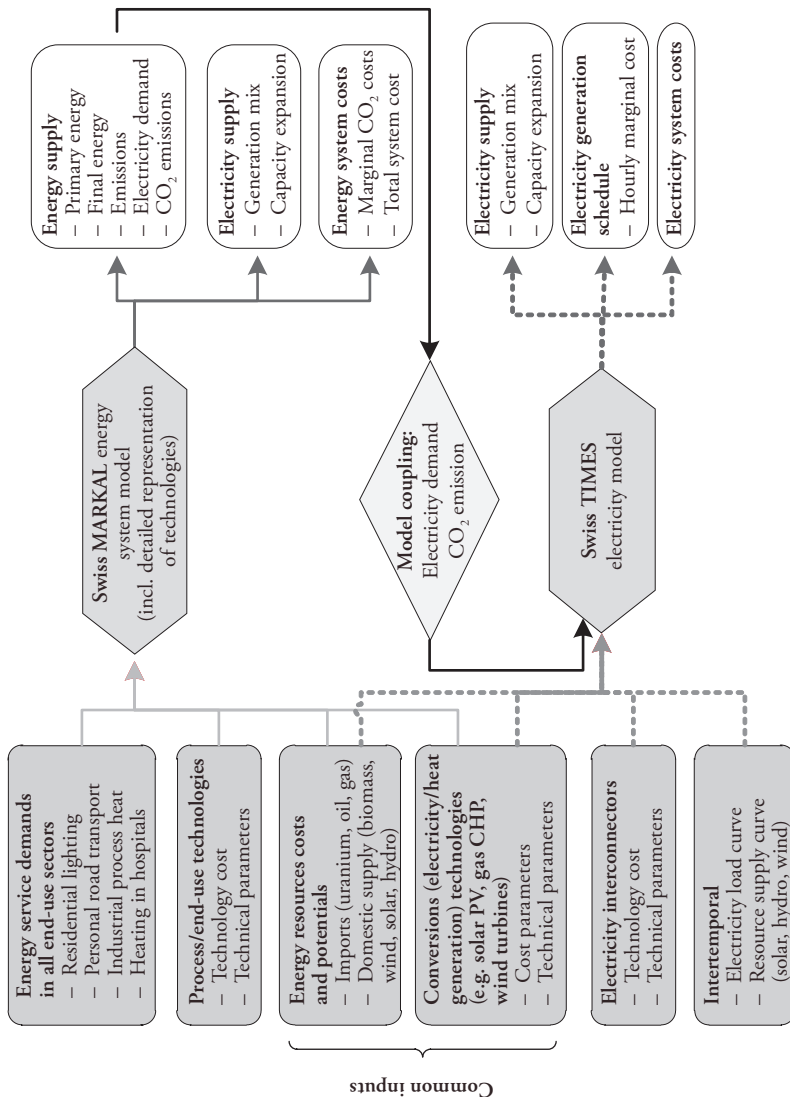 Common inputs
Energy service demands
in all end-use sectors
– Residential lighting
– Personal road transport
– Industrial process heat
– Heating in hospitals
Process/end-use technologies
– Technology cost
– Technical parameters
Energy resources costs
and potentials
– Imports (uranium, oil, gas)
– Domestic supply (biomass,
wind, solar, hydro)
Conversions (electricity/heat
generation) technologies
(e.g. solar PV, gas CHP,
wind turbines)
– Cost parameters
– Technical parameters
Electricity interconnectors
– Technology cost
– Technical parameters
Intertemporal
– Electricity load curve
– Resource supply curve
(solar, hydro, wind)
Swiss MARKAL energy
system model
(incl. detailed representation
of technologies)
Model coupling:
Electricity demand
CO₂ emission
Swiss TIMES
electricity model
Energy supply
– Primary energy
– Final energy
– Emissions
– Electricity demand
– CO₂ emissions
Electricity supply
– Generation mix
– Capacity expansion
Energy system costs
– Marginal CO₂ costs
– Total system cost
Electricity supply
– Generation mix
– Capacity expansion
Electricity generation
schedule
– Hourly marginal cost
Electricity system costs